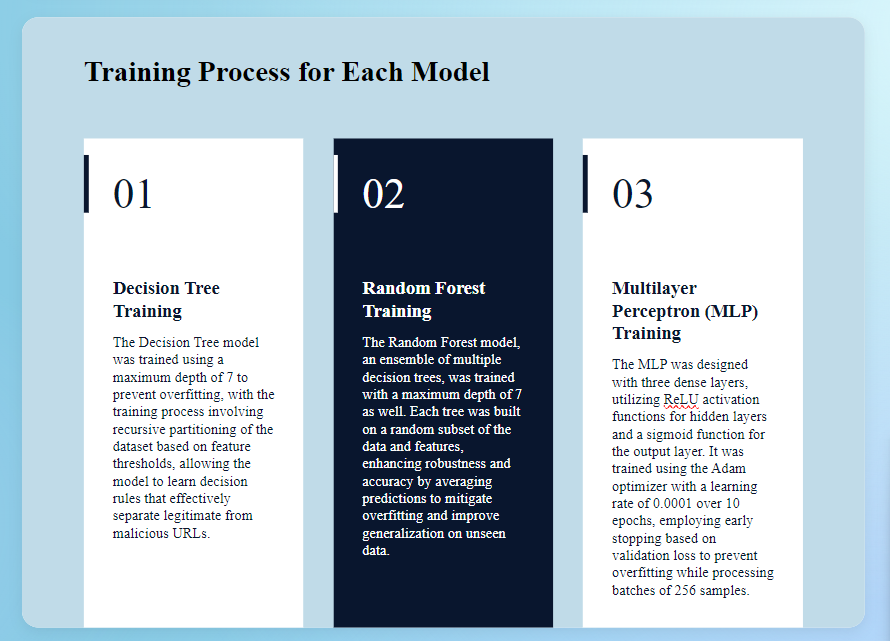 Training Process for Each Model
01
Decision Tree
Training
The Decision Tree model
was trained using a
maximum depth of 7 to
prevent overfitting, with the
training process involving
recursive partitioning of the
dataset based on feature
thresholds, allowing the
model to learn decision
rules that effectively
separate legitimate from
malicious URLs.
02
Random Forest
Training
The Random Forest model,
an ensemble of multiple
decision trees, was trained
with a maximum depth of 7
as well. Each tree was built
on a random subset of the
data and features,
enhancing robustness and
accuracy by averaging
predictions to mitigate
overfitting and improve
generalization on unseen
data.
03
Multilayer
Perceptron (MLP)
Training
The MLP was designed
with three dense layers,
utilizing ReLU activation
functions for hidden layers
and a sigmoid function for
the output layer. It was
trained using the Adam
optimizer with a learning
rate of 0.0001 over 10
epochs, employing early
stopping based on
validation loss to prevent
overfitting while processing
batches of 256 samples.